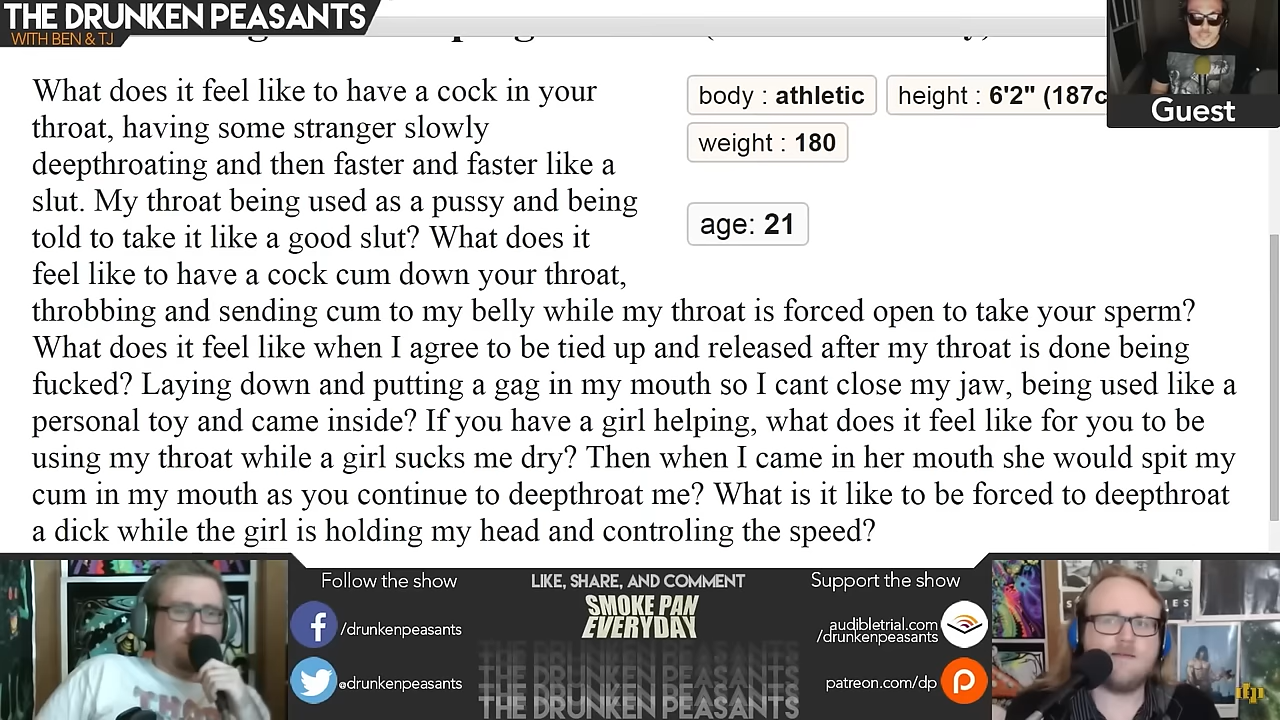 THE DRUNKEN PEASANTS
WITH BEN & TJ
Guest
What does it feel like to have a cock in your
throat, having some stranger slowly
deepthroating and then faster and faster like a
slut. My throat being used as a pussy and being
told to take it like a good slut? What does it
feel like to have a cock cum down your throat,
throbbing and sending cum to my belly while my throat is forced open to take your sperm?
What does it feel like when I agree to be tied up and released after my throat is done being
fucked? Laying down and putting a gag in my mouth so I cant close my jaw, being used like a
personal toy and came inside? If you have a girl helping, what does it feel like for you to be
using my throat while a girl sucks me dry? Then when I came in her mouth she would spit my
cum in my mouth as you continue to deepthroat me? What is it like to be forced to deepthroat
a dick while the girl is holding my head and controling the speed?
body : athletic
height : 6'2" (187c
weight : 180
age: 21
Follow the show
f /drunkenpeasants
@drunkenpeasants
LIKE, SHARE, AND COMMENT
SMOKE PAN
EVERYDAY
THE DRUNKEN PEASANTS
THE DRUNKEN PEASANTS
THE DRUNKEN PEASANTS
Support the show
audibletrial.com
/drunkenpeasants
patreon.com/dp
dp